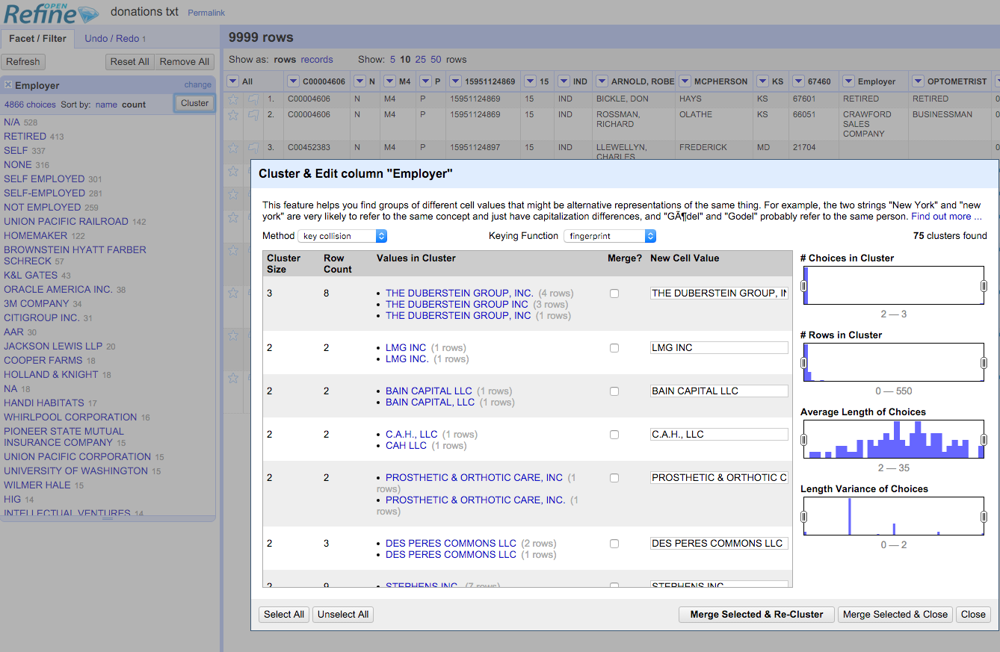 OPEN
Refine donations txt Permalink
Facet / Filter Undo / Redo 1
Refresh Reset All Remove All
Employer change
4866 choices Sort by: name count Cluster
N/A 528
RETIRED 413
SELF 337
NONE 316
SELF EMPLOYED 301
SELF-EMPLOYED 281
NOT EMPLOYED 259
UNION PACIFIC RAILROAD 142
HOMEMAKER 122
BROWNSTEIN HYATT FARBER
SCHRECK 57
K&L GATES 43
ORACLE AMERICA INC. 38
3M COMPANY 34
CITIGROUP INC. 31
AAR 30
JACKSON LEWIS LLP 20
COOPER FARMS 18
HOLLAND & KNIGHT 18
NA 18
HANDI HABITATS 17
WHIRLPOOL CORPORATION 16
PIONEER STATE MUTUAL
INSURANCE COMPANY 15
UNION PACIFIC CORPORATION 15
UNIVERSITY OF WASHINGTON 15
WILMER HALE 15
HIG 14
INTELLECTUAL VENTURES 14
9999 rows
Show as: rows records Show: 5 10 25 50 rows
All C00004606 N M4 P 15951124869 15 IND ARNOLD, ROBE MCPHERSON KS 67460 Employer OPTOMETRIST
1. C00004606 N M4 P 15951124869 15 IND BICKLE, DON HAYS KS 67601 RETIRED RETIRED 0
2. C00004606 N M4 P 15951124869 15 IND ROSSMAN, OLATHE KS 66051 CRAWFORD BUSINESSMAN 0
RICHARD SALES
COMPANY
3. C00452383 N M4 P 15951124897 15 IND LLEWELLYN, FREDERICK MD 21704 0
CHARLES
Cluster & Edit column "Employer"
This feature helps you find groups of different cell values that might be alternative representations of the same thing. For example, the two strings "New York" and "new
york" are very likely to refer to the same concept and just have capitalization differences, and "GÃ¶del" and "Godel" probably refer to the same person. Find out more ...
Method key collision Keying Function fingerprint 75 clusters found
Cluster Row Values in Cluster Merge? New Cell Value
Size Count
3 8 • THE DUBERSTEIN GROUP, INC. (4 rows) THE DUBERSTEIN GROUP, IN
• THE DUBERSTEIN GROUP INC (3 rows)
• THE DUBERSTEIN GROUP, INC (1 rows)
2 2 • LMG INC (1 rows) LMG INC
• LMG INC. (1 rows)
2 2 • BAIN CAPITAL LLC (1 rows) BAIN CAPITAL LLC
• BAIN CAPITAL, LLC (1 rows)
2 2 • C.A.H., LLC (1 rows) C.A.H., LLC
• CAH LLC (1 rows)
2 2 • PROSTHETIC & ORTHOTIC CARE, INC (1 PROSTHETIC & ORTHOTIC C
rows)
• PROSTHETIC & ORTHOTIC CARE, INC. (1
rows)
2 3 • DES PERES COMMONS LLC (2 rows) DES PERES COMMONS LLC
• DES PERES COMMONS LLC (1 rows)
2 9 • STEPHENS INC. (7 rows) STEPHENS INC.
# Choices in Cluster
2 — 3
# Rows in Cluster
0 — 550
Average Length of Choices
2 — 35
Length Variance of Choices
0 — 2
Select All Unselect All Merge Selected & Re-Cluster Merge Selected & Close Close